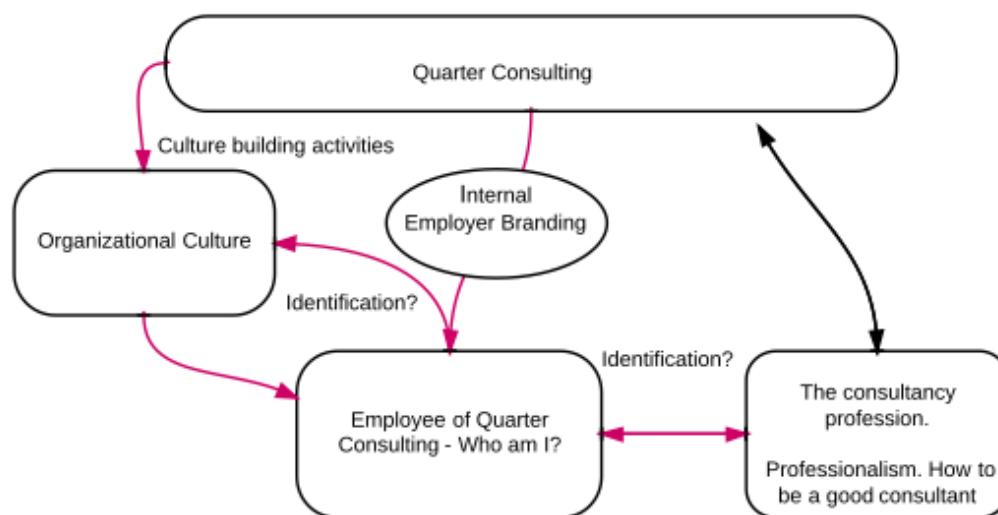 Quarter Consulting
Culture building activities
Internal
Employer Branding
Organizational Culture
Identification?
Identification?
Employee of Quarter
Consulting - Who am I?
The consultancy
profession.
Professionalism. How to
be a good consultant